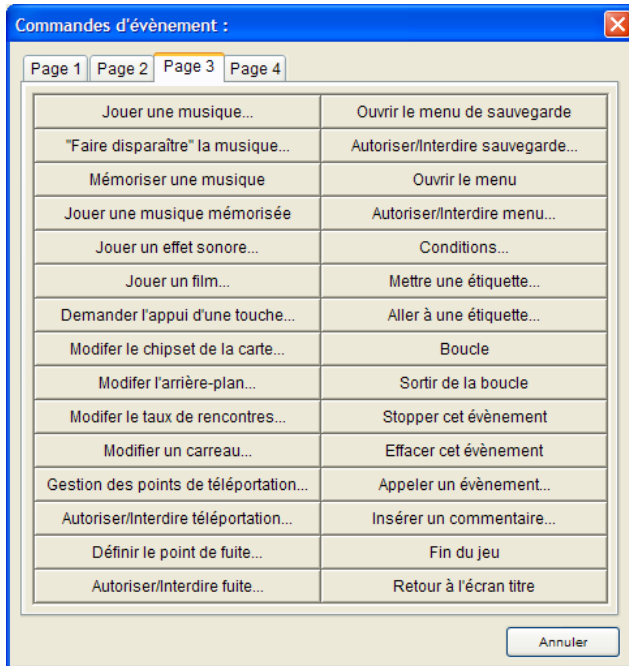 Commandes d'évènement :
Page 1 Page 2 Page 3 Page 4
Jouer une musique... Ouvrir le menu de sauvegarde
"Faire disparaître" la musique... Autoriser/Interdire sauvegarde...
Mémoriser une musique Ouvrir le menu
Jouer une musique mémorisée Autoriser/Interdire menu...
Jouer un effet sonore... Conditions...
Jouer un film... Mettre une étiquette...
Demander l'appui d'une touche... Aller à une étiquette...
Modifer le chipset de la carte... Boucle
Modifer l'arrière-plan... Sortir de la boucle
Modifer le taux de rencontres... Stopper cet évènement
Modifier un carreau... Effacer cet évènement
Gestion des points de téléportation... Appeler un évènement...
Autoriser/Interdire téléportation... Insérer un commentaire...
Définir le point de fuite... Fin du jeu
Autoriser/Interdire fuite... Retour à l'écran titre
Annuler